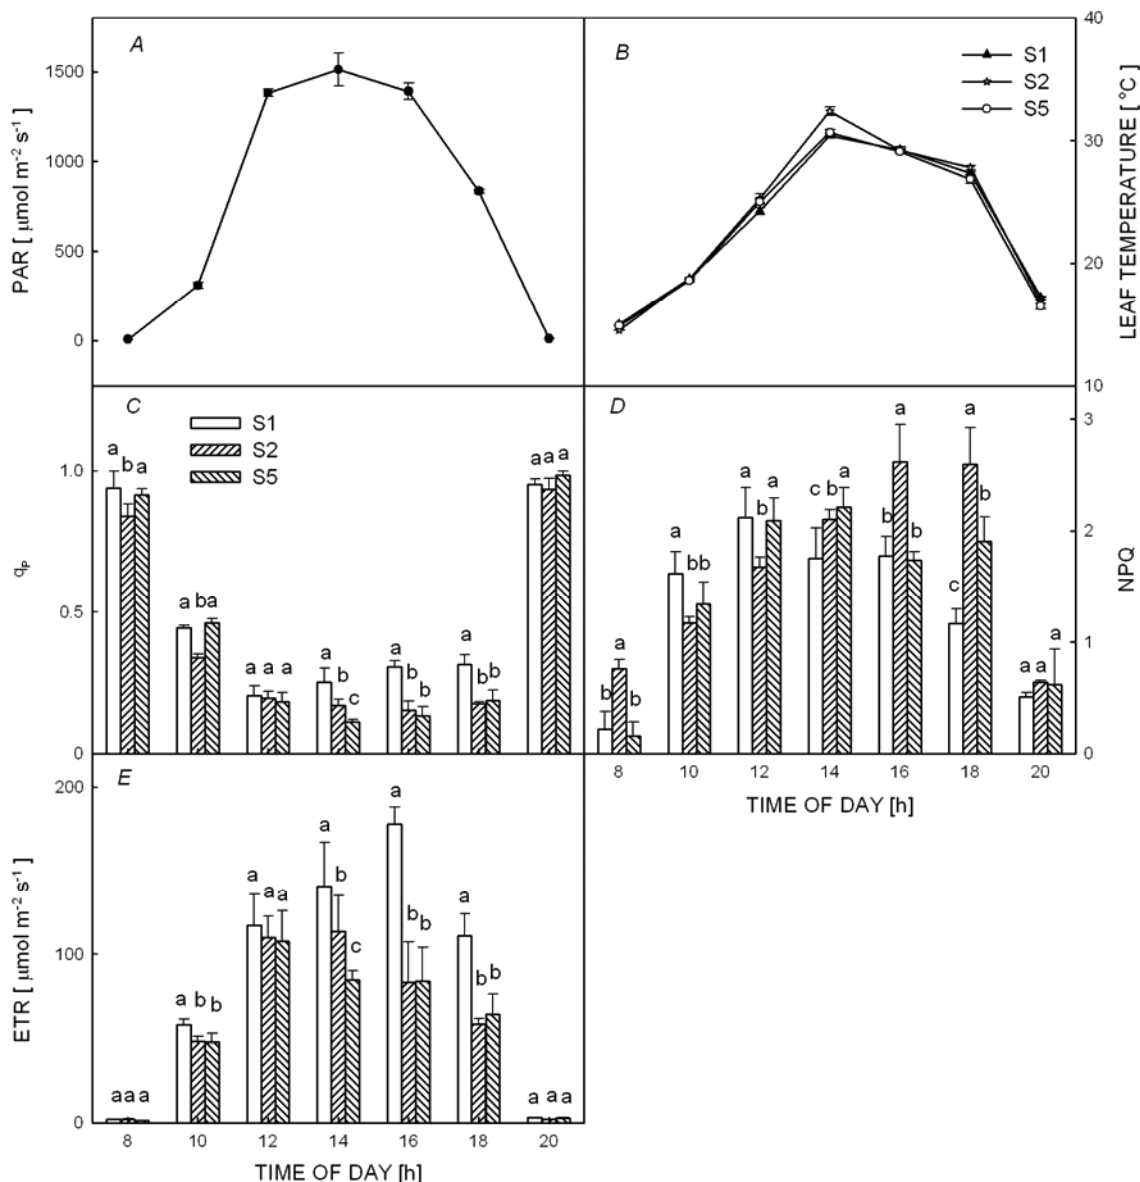 A
B
1500
1000
500
0
PAR [ μmol m-2 s-1 ]
S1
S2
S5
40
30
20
10
LEAF TEMPERATURE [ °C]
C
S1
S2
S5
a b a
a ba
a a a
a b c
a b b
a b b
a a a
1.0
0.5
0
qP
D
b a b
a bb
a b a
c b a
b a b
c a b
a a a
3
2
1
0
NPQ
8 10 12 14 16 18 20
TIME OF DAY [h]
E
a a a
a b b
a a a
a b c
a b b
a b b
a a a
200
100
0
ETR [ μmol m-2 s-1 ]
8 10 12 14 16 18 20
TIME OF DAY [h]